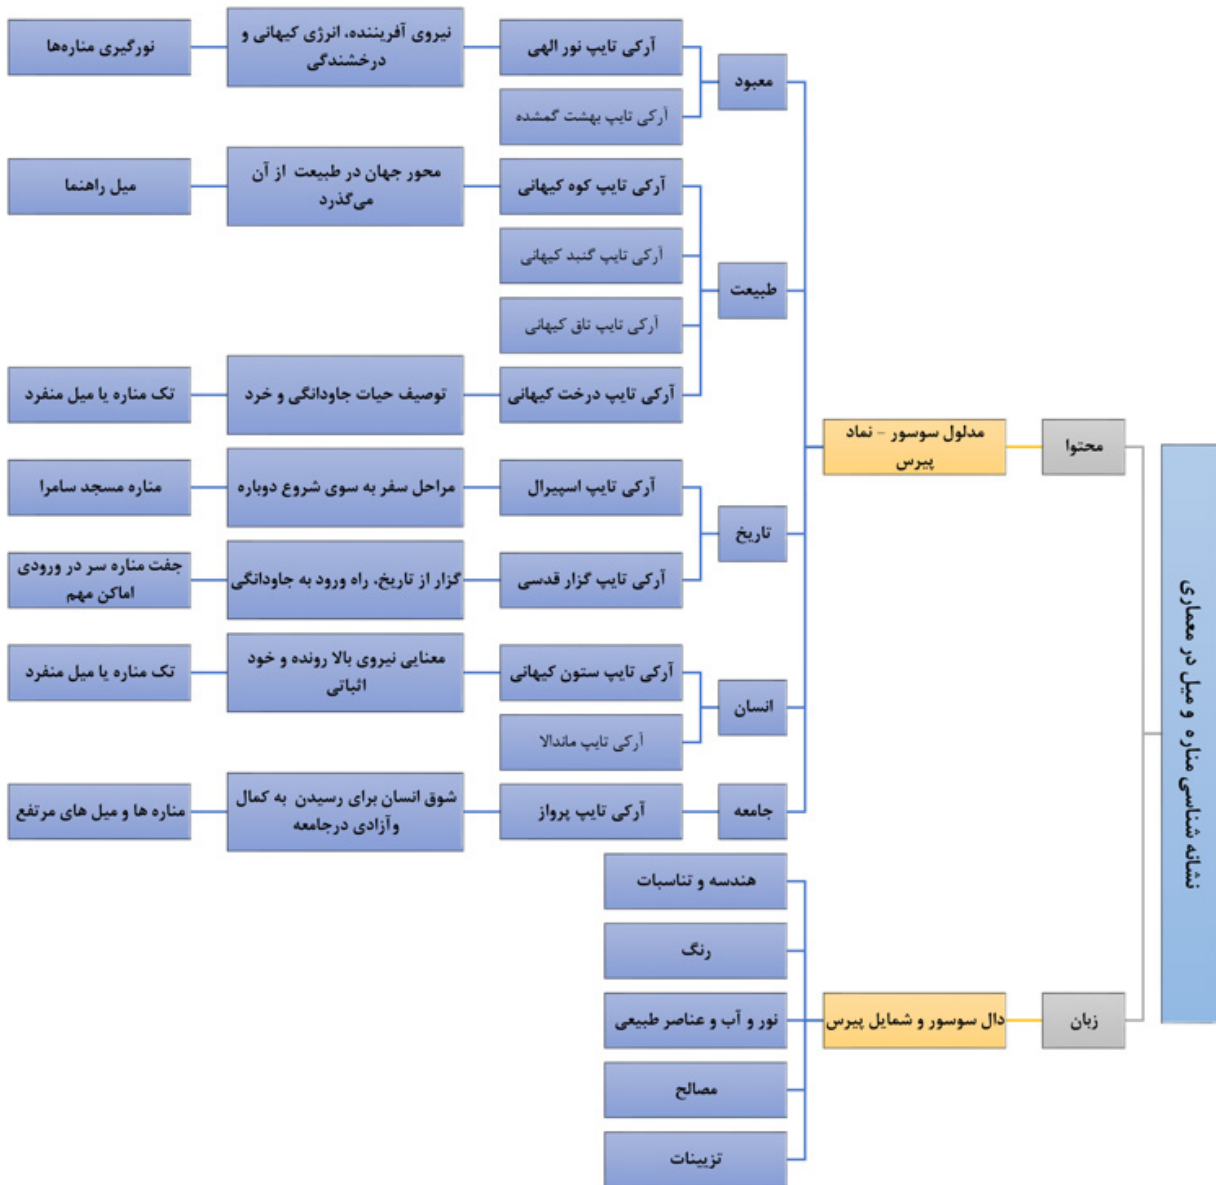 نشانه شناسی مناره و میل در معماری
محتوا
مدلول سوسور – نماد
پیرس
معبود
آرکی تایپ نور الهی
نیروی آفریننده، انرژی کیهانی و
درخشندگی
نورگیری مناره‌ها
آرکی تایپ بهشت گمشده
طبیعت
آرکی تایپ کوه کیهانی
محور جهان در طبیعت از آن
می‌گذرد
میل راهنما
آرکی تایپ گنبد کیهانی
آرکی تایپ تاق کیهانی
آرکی تایپ درخت کیهانی
توصیف حیات جاودانگی و خرد
تک مناره یا میل منفرد
تاریخ
آرکی تایپ اسپیرال
مراحل سفر به سوی شروع دوباره
مناره مسجد سامرا
آرکی تایپ گزار قدسی
گزار از تاریخ، راه ورود به جاودانگی
جفت مناره سر در ورودی
اماکن مهم
انسان
آرکی تایپ ستون کیهانی
معنایی نیروی بالا رونده و خود
اثباتی
تک مناره یا میل منفرد
آرکی تایپ ماندالا
جامعه
آرکی تایپ پرواز
شوق انسان برای رسیدن به کمال
وآزادی درجامعه
مناره ها و میل های مرتفع
زبان
دال سوسور و شمایل پیرس
هندسه و تناسبات
رنگ
نور و آب و عناصر طبیعی
مصالح
تزیینات